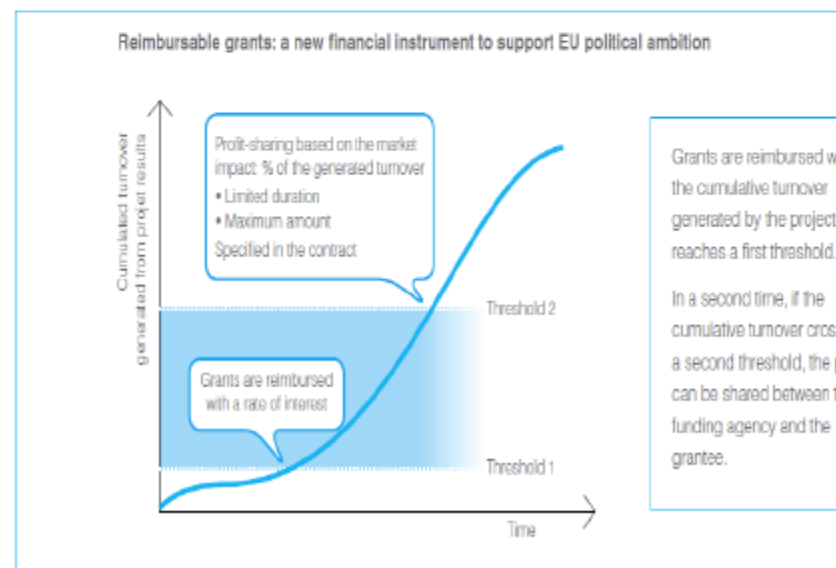 Reimbursable grants: a new financial instrument to support EU political ambition
Cumulated turnover
generated from projet results
Profit-sharing based on the market
impact: % of the generated turnover
• Limited duration
• Maximum amount
Specified in the contract
Threshold 2
Grants are reimbursed
with a rate of interest
Threshold 1
Time
Grants are reimbursed w
the cumulative turnover
generated by the project
reaches a first threshold.
In a second time, if the
cumulative turnover cros
a second threshold, the p
can be shared between t
funding agency and the
grantee.